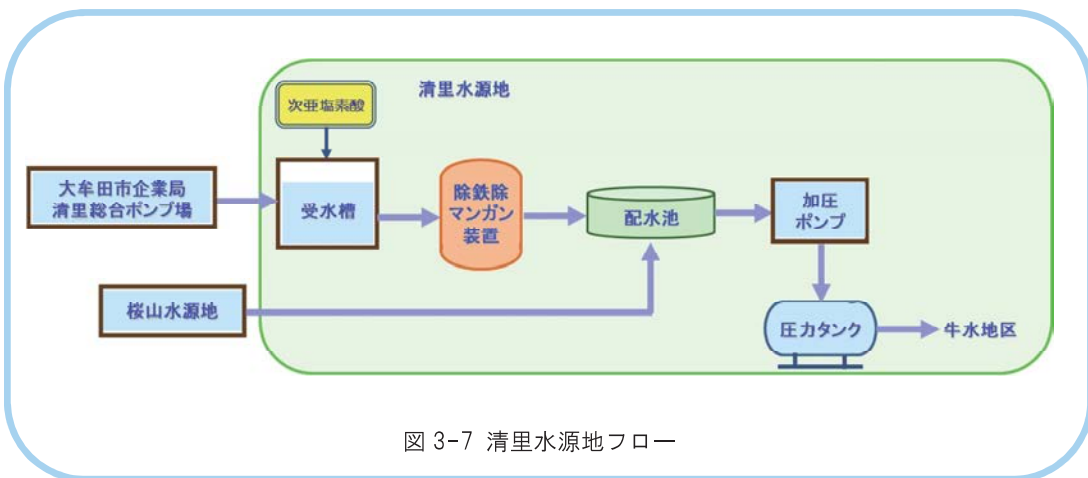 清里水源地
次亜塩素酸
大牟田市企業局
清里総合ポンプ場
受水槽
除鉄除
マンガン
装置
配水池
加圧
ポンプ
桜山水源地
圧力タンク
牛水地区
図 3-7 清里水源地フロー